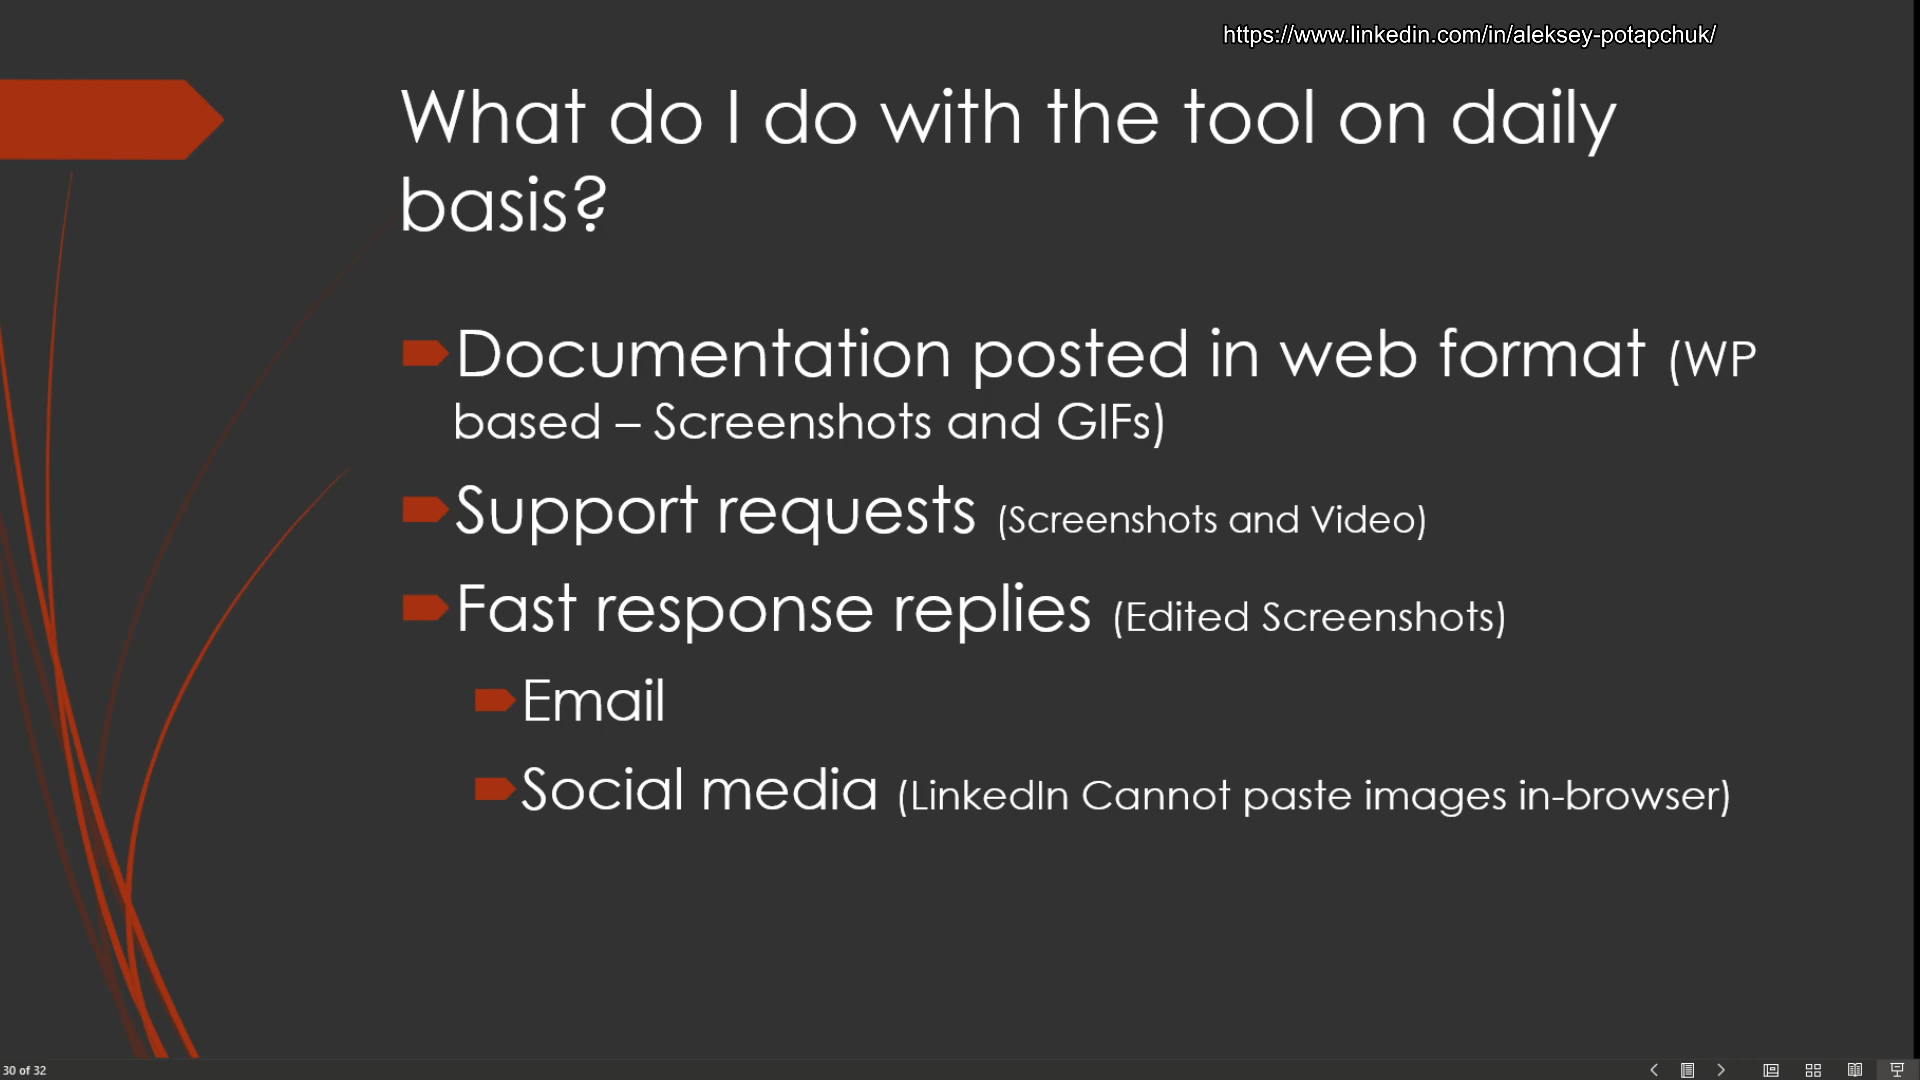 https://www.linkedin.com/in/aleksey-potapchuk/
What do I do with the tool on daily
basis?
Documentation posted in web format (WP
based – Screenshots and GIFs)
Support requests (Screenshots and Video)
Fast response replies (Edited Screenshots)
Email
Social media (LinkedIn Cannot paste images in-browser)
30 of 32